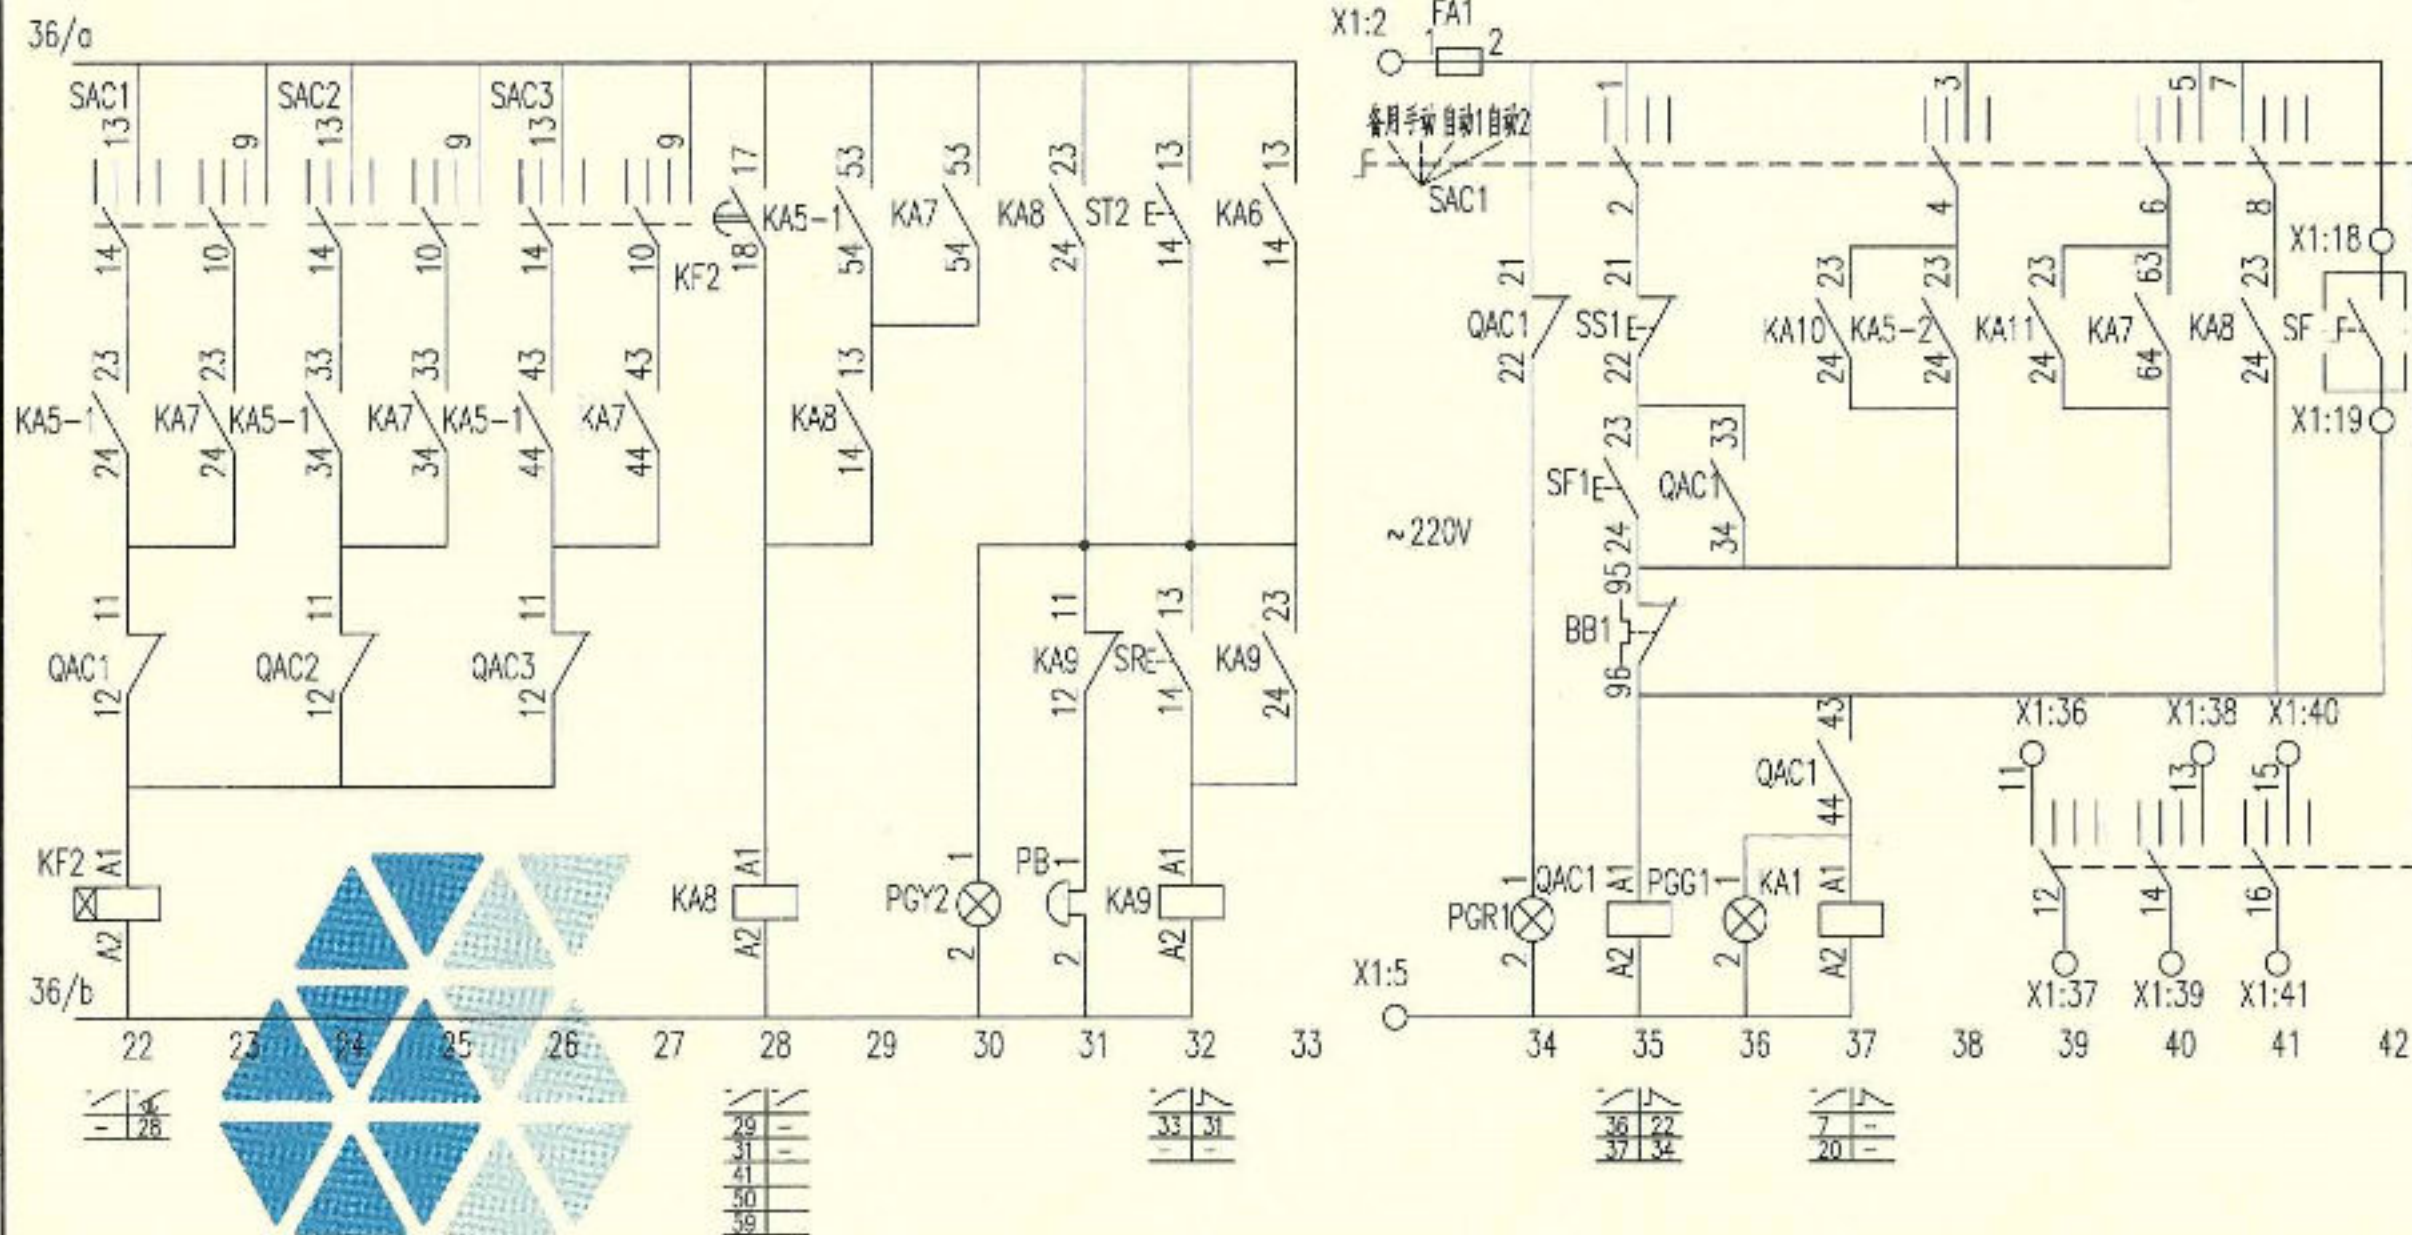 36/a
X1:2
FA1
1
2
SAC1
13
9
SAC2
13
9
SAC3
13
9
14
10
14
10
14
10
KF2
17
18
KA5-1
53
54
KA7
53
54
KA8
23
24
ST2
13
14
KA6
13
14
备用 手动 自动1 自动2
SAC1
1
2
3
4
5
6
7
8
X1:18
KA5-1
23
24
KA7
23
24
KA5-1
33
34
KA7
33
34
KA5-1
43
44
KA7
43
44
KA8
13
14
QAC1
21
22
SS1
21
22
KA10
23
24
KA5-2
23
24
KA11
23
24
KA7
63
64
KA8
23
24
SF
X1:19
SF1
23
24
QAC1
33
34
~220V
QAC1
11
12
QAC2
11
12
QAC3
11
12
KA9
11
12
SR
13
14
KA9
23
24
BB1
95
96
QAC1
43
44
X1:36
X1:38
X1:40
11
13
15
12
14
16
X1:37
X1:39
X1:41
KF2
A1
A2
KA8
A1
A2
PGY2
1
2
PB
1
2
KA9
A1
A2
PGR1
1
2
QAC1
A1
A2
PGG1
1
2
KA1
A1
A2
36/b
X1:5
22 23 24 25 26 27 28 29 30 31 32 33 34 35 36 37 38 39 40 41 42
- 28
29 -
31 -
41
50
59
33 31
- -
36 22
37 34
7 -
20 -